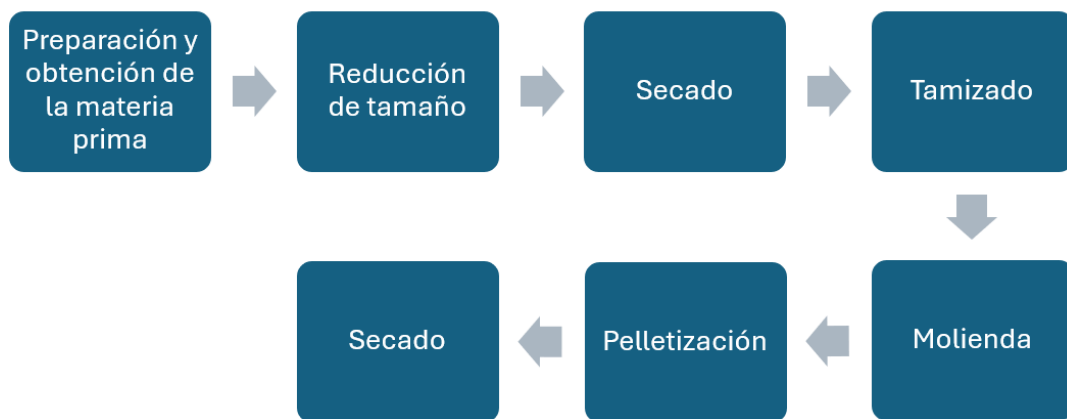 Preparación y
obtención de
la materia
prima
Reducción
de tamaño
Secado
Tamizado
Molienda
Pelletización
Secado